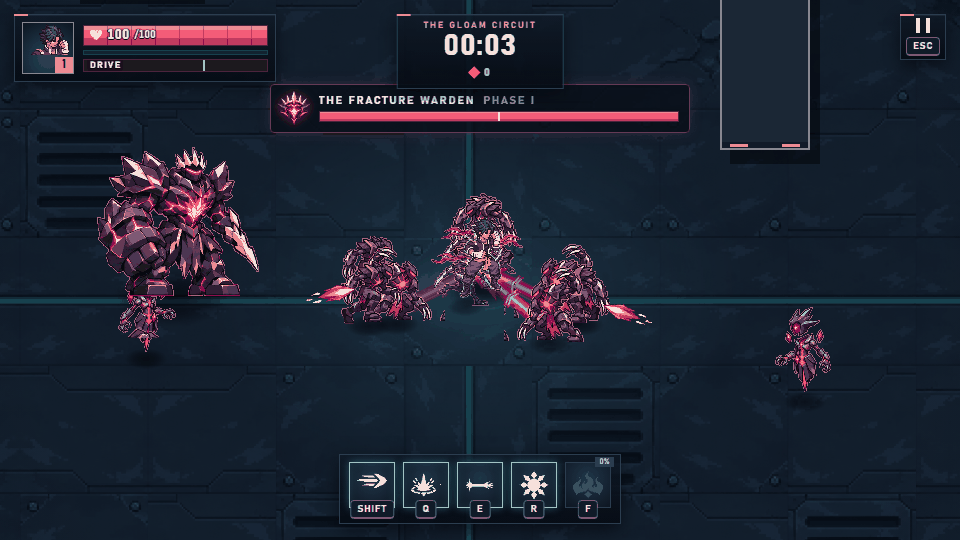 100 /100
1
DRIVE
THE GLOAM CIRCUIT
00:03
0
ESC
THE FRACTURE WARDEN PHASE I
0%
SHIFT
Q
E
R
F